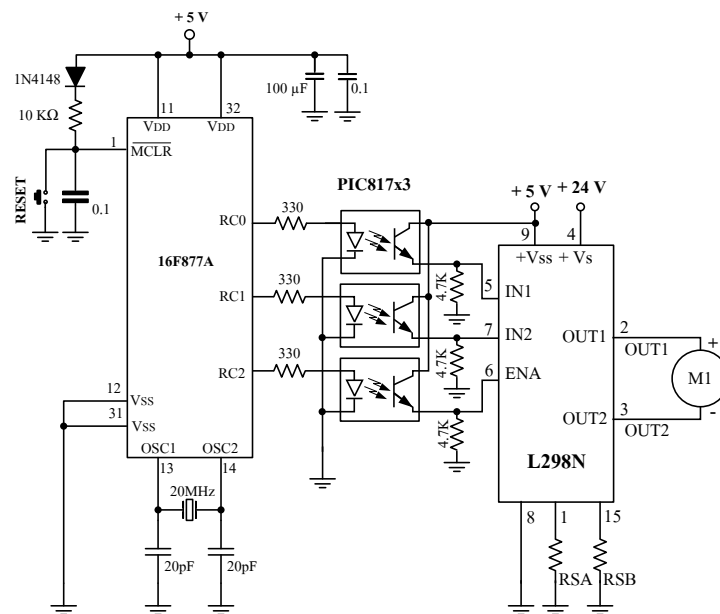 + 5 V
1N4148
10 KΩ
100 µF
0.1
11
32
VDD
VDD
1
MCLR
RESET
0.1
PIC817x3
+ 5 V
+ 24 V
RC0
330
16F877A
9
4
+Vss
+ Vs
4.7K
5
IN1
RC1
330
7
IN2
OUT1
2
OUT1
+
M1
-
4.7K
6
ENA
RC2
330
12
VSS
31
VSS
OUT2
3
OUT2
4.7K
L298N
OSC1
OSC2
13
14
20MHz
8
1
15
20pF
20pF
RSA
RSB